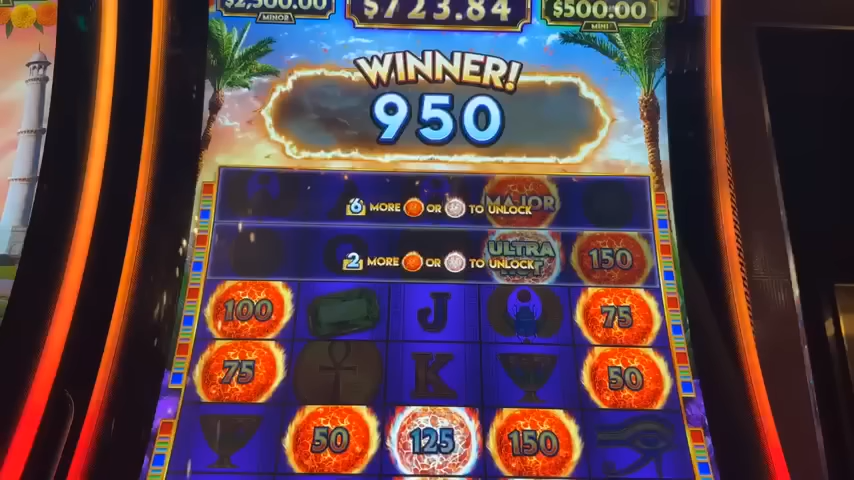 $2,500.00
$723.84
$500.00
MINOR
MINI
WINNER!
950
6 MORE OR TO UNLOCK
MAJOR
2 MORE OR TO UNLOCK
ULTRA
150
100
J
75
75
K
50
50
125
150